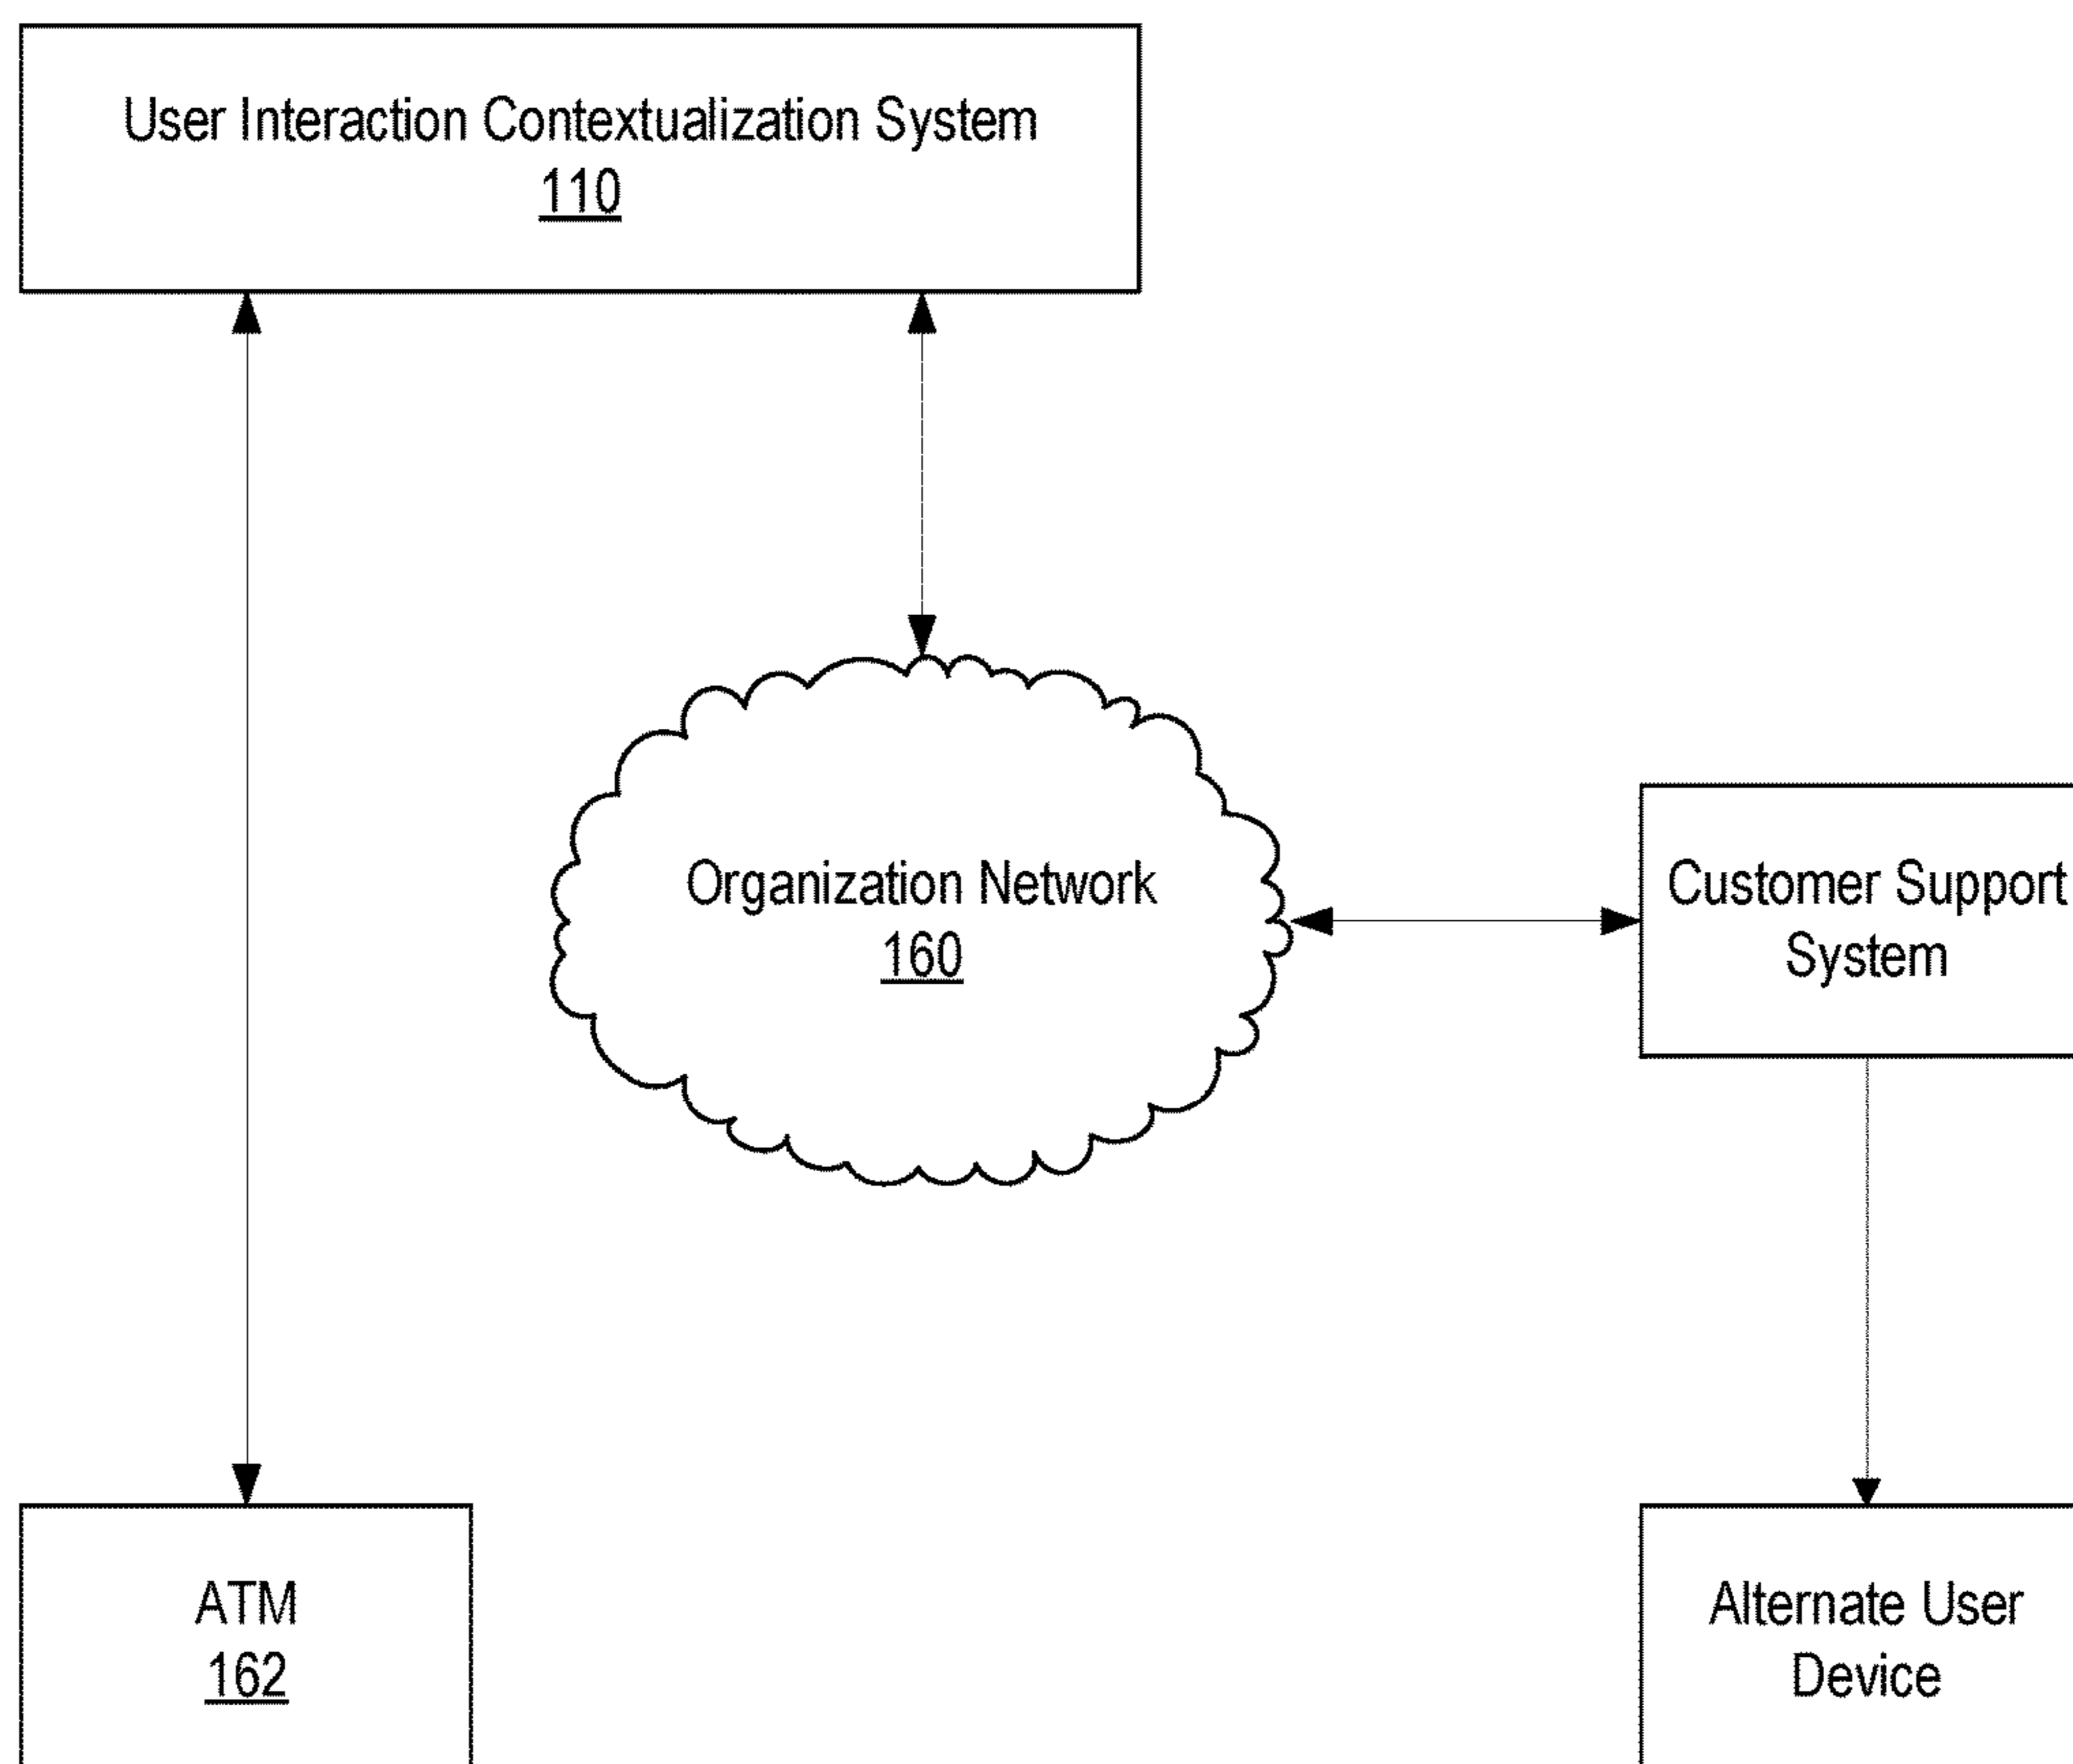 User Interaction Contextualization System
110
Organization Network
160
Customer Support
System
ATM
162
Alternate User
Device